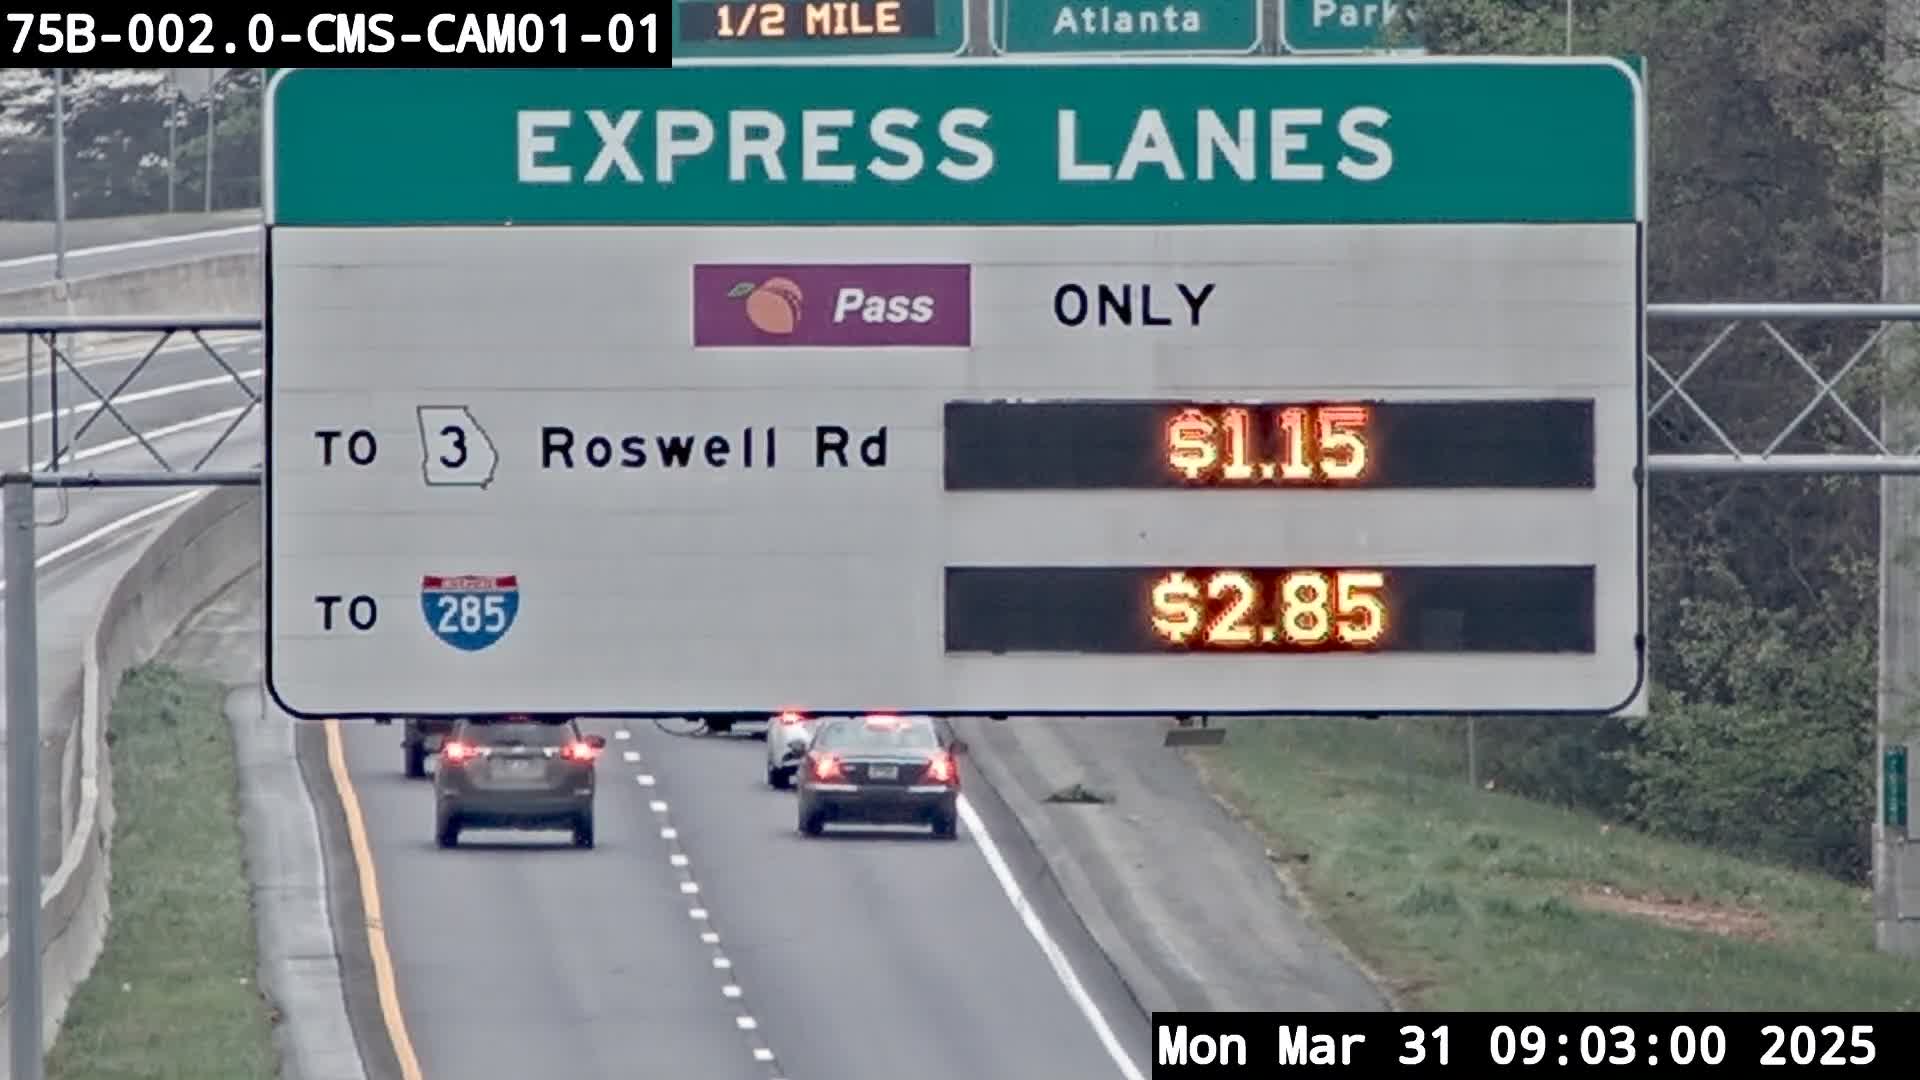 75B-002.0-CMS-CAM01-01
1/2 MILE
Atlanta
EXPRESS LANES
Pass ONLY
TO 3 Roswell Rd $1.15
TO INTERSTATE 285 $2.85
Mon Mar 31 09:03:00 2025